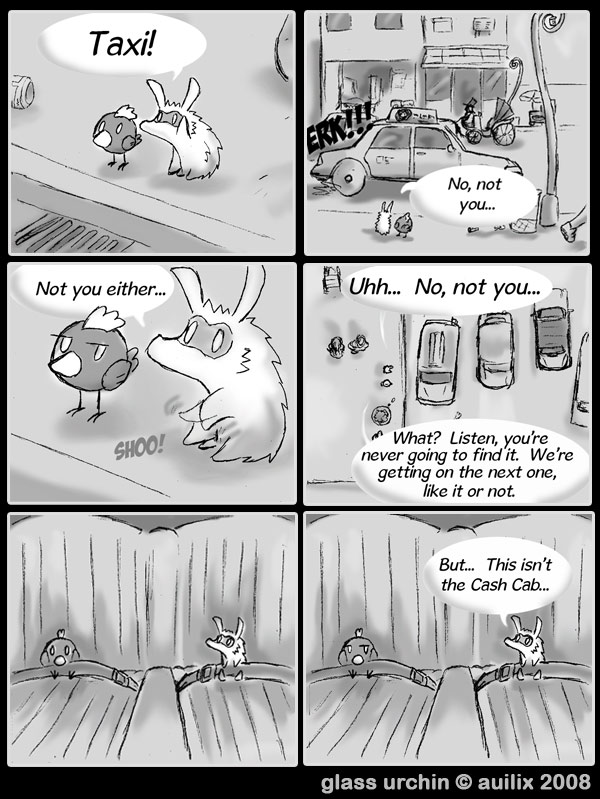 Taxi!
ERK!!!
No, not
you...
Not you either...
SHOO!
Uhh... No, not you...
What? Listen, you're
never going to find it. We're
getting on the next one,
like it or not.
But... This isn't
the Cash Cab...
glass urchin © auilix 2008